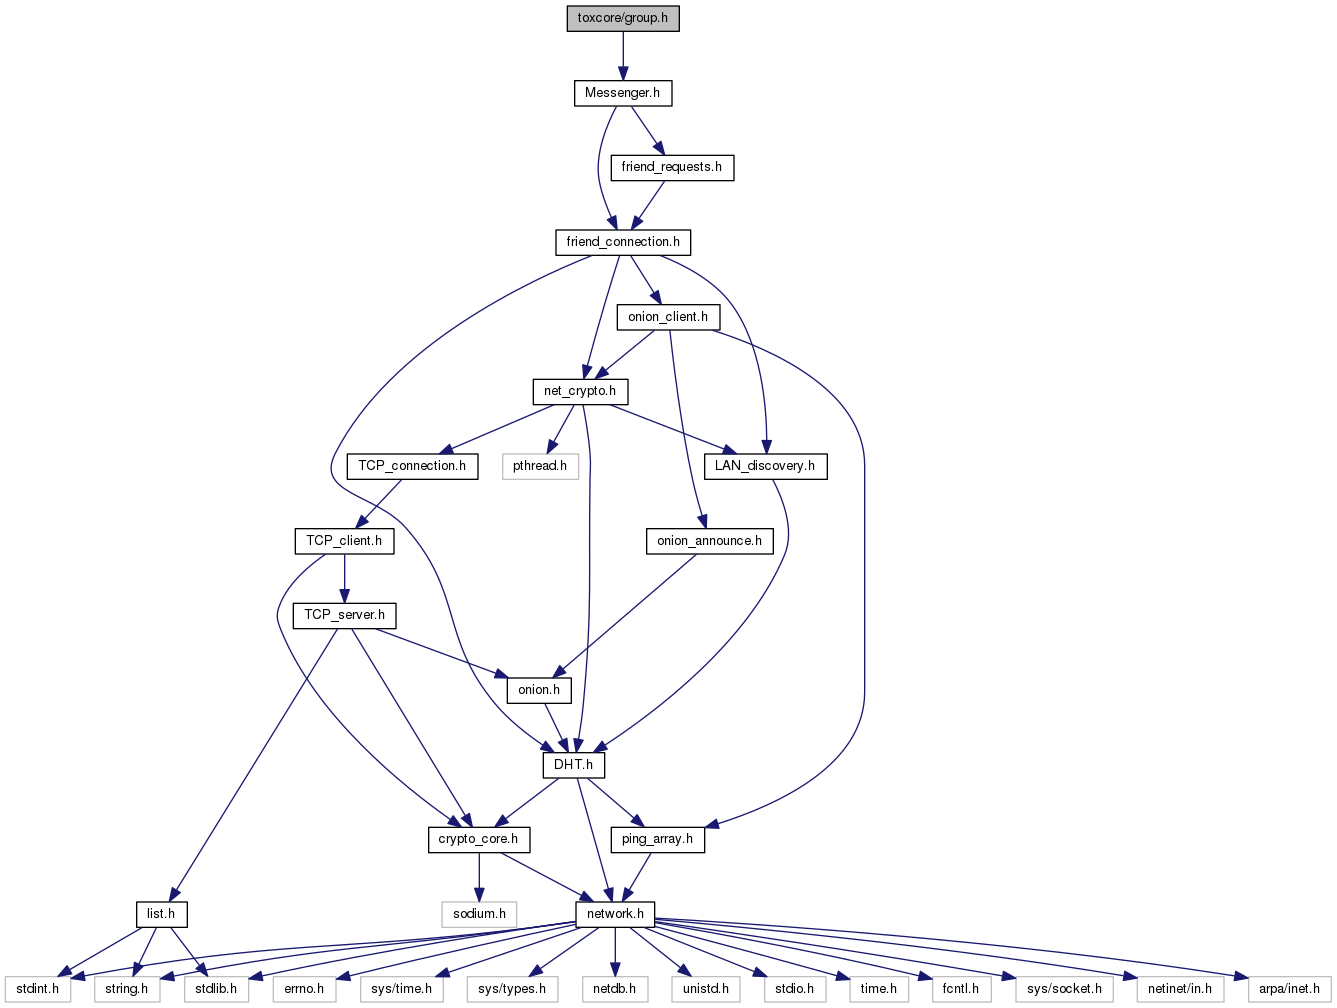 toxcore/group.h
Messenger.h
friend_requests.h
friend_connection.h
onion_client.h
net_crypto.h
TCP_connection.h
pthread.h
LAN_discovery.h
TCP_client.h
onion_announce.h
TCP_server.h
onion.h
DHT.h
crypto_core.h
ping_array.h
list.h
sodium.h
network.h
stdint.h
string.h
stdlib.h
errno.h
sys/time.h
sys/types.h
netdb.h
unistd.h
stdio.h
time.h
fcntl.h
sys/socket.h
netinet/in.h
arpa/inet.h